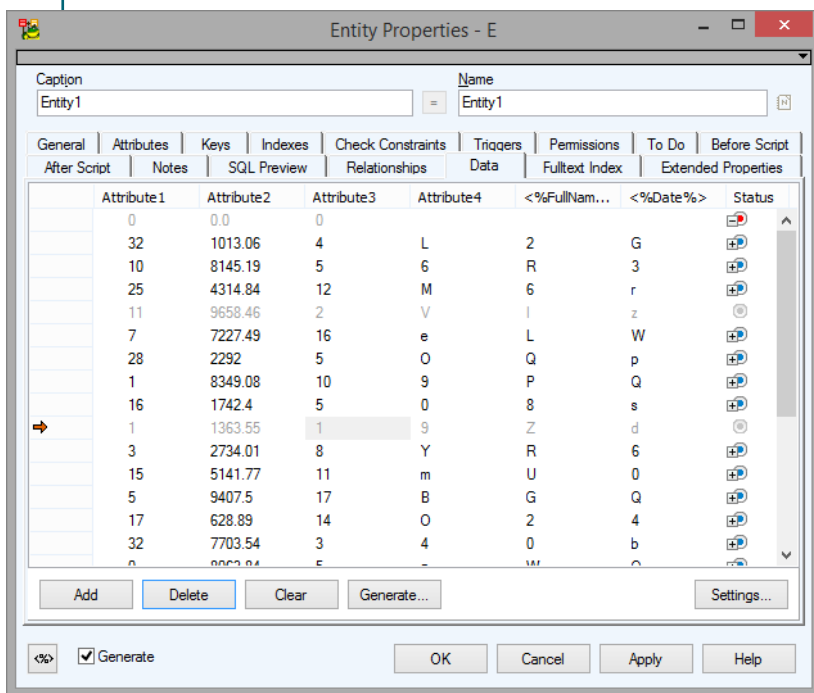 Entity Properties - E
Caption Name
Entity1 = Entity1
General Attributes Keys Indexes Check Constraints Triggers Permissions To Do Before Script
After Script Notes SQL Preview Relationships Data Fulltext Index Extended Properties
Attribute1 Attribute2 Attribute3 Attribute4 <%FullNam... <%Date%> Status
0 0.0 0
32 1013.06 4 L 2 G
10 8145.19 5 6 R 3
25 4314.84 12 M 6 r
11 9658.46 2 V l z
7 7227.49 16 e L W
28 2292 5 O Q p
1 8349.08 10 9 P Q
16 1742.4 5 0 8 s
1 1363.55 1 9 Z d
3 2734.01 8 Y R 6
15 5141.77 11 m U 0
5 9407.5 17 B G Q
17 628.89 14 O 2 4
32 7703.54 3 4 0 b
Add Delete Clear Generate... Settings...
<%> Generate OK Cancel Apply Help